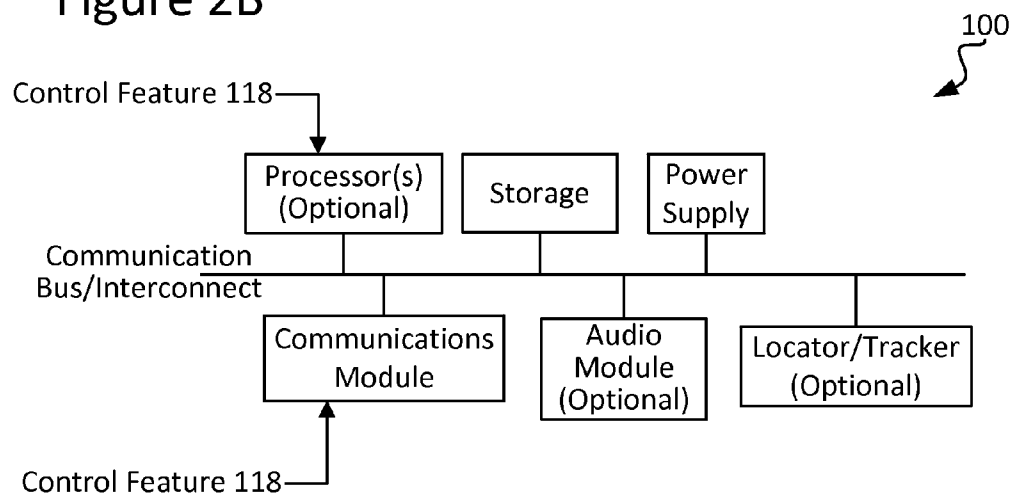 Figure 2B
100
Control Feature 118
Processor(s)
(Optional)
Storage
Power
Supply
Communication
Bus/Interconnect
Communications
Module
Audio
Module
(Optional)
Locator/Tracker
(Optional)
Control Feature 118